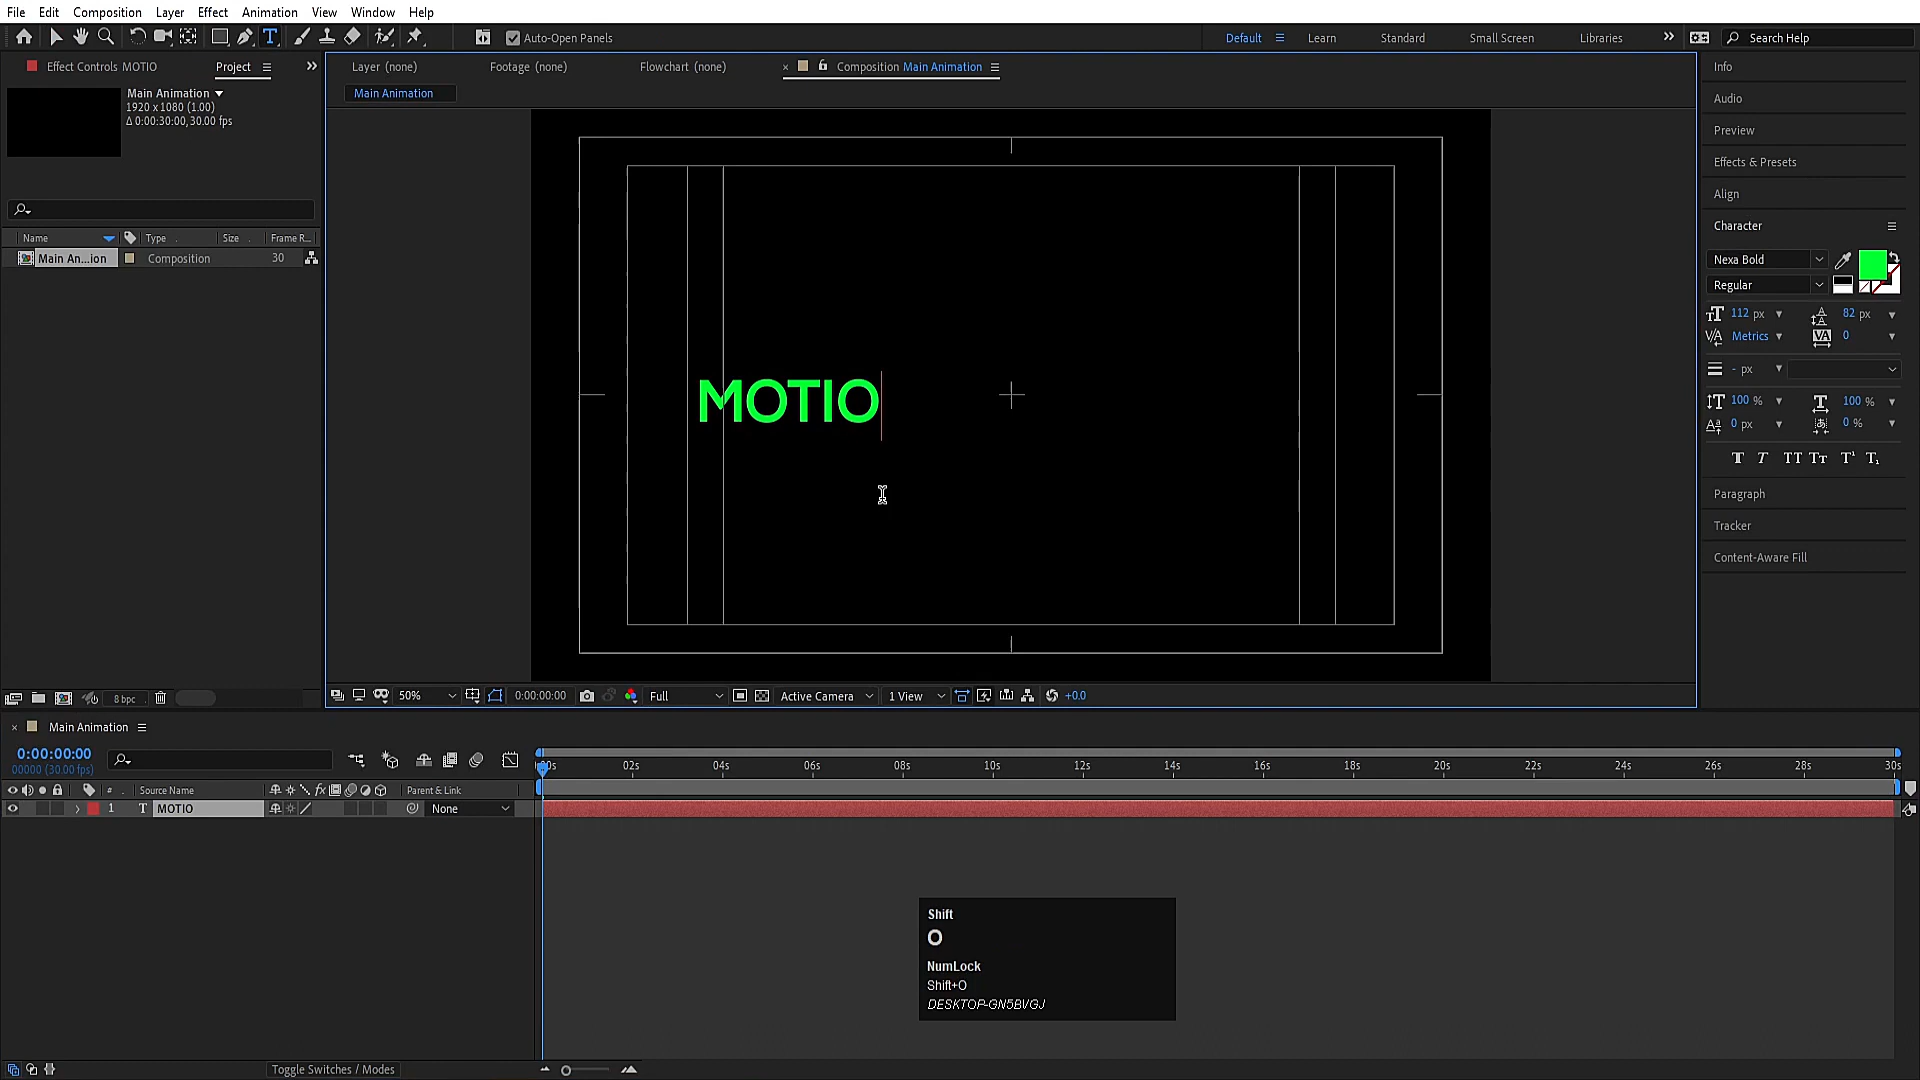 File Edit Composition Layer Effect Animation View Window Help
Auto-Open Panels
Default Learn Standard Small Screen Libraries Search Help
Effect Controls MOTIO Project
Layer (none) Footage (none) Flowchart (none) Composition Main Animation
Main Animation
Main Animation
1920 x 1080 (1.00)
Δ 0:00:30:00, 30.00 fps
Name Type Size Frame R...
Main An...ion Composition 30
MOTIO
Info
Audio
Preview
Effects & Presets
Align
Character
Nexa Bold
Regular
112 px 82 px
Metrics 0
- px
100 % 100 %
0 px 0 %
T T TT Tt T¹ T₁
Paragraph
Tracker
Content-Aware Fill
8 bpc
50% 0:00:00:00 Full Active Camera 1 View +0.0
Main Animation
0:00:00:00
00000 (30.00 fps)
00s 02s 04s 06s 08s 10s 12s 14s 16s 18s 20s 22s 24s 26s 28s 30s
# Source Name fx Parent & Link
1 T MOTIO None
Shift
O
NumLock
Shift+O
DESKTOP-GN5BVGJ
Toggle Switches / Modes